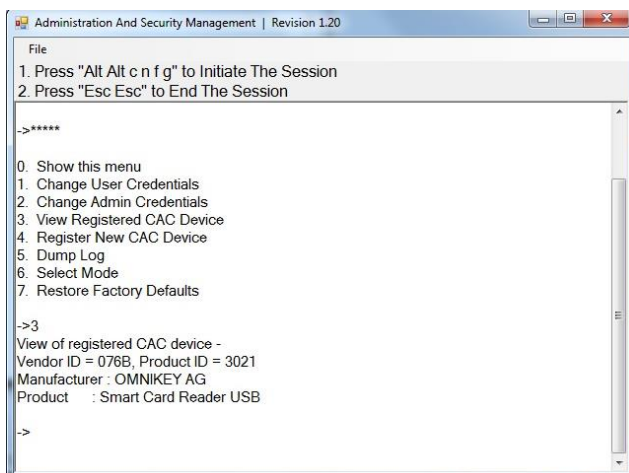 Administration And Security Management | Revision 1.20
File
1. Press "Alt Alt c n f g" to Initiate The Session
2. Press "Esc Esc" to End The Session
->*****
0. Show this menu
1. Change User Credentials
2. Change Admin Credentials
3. View Registered CAC Device
4. Register New CAC Device
5. Dump Log
6. Select Mode
7. Restore Factory Defaults
->3
View of registered CAC device -
Vendor ID = 076B, Product ID = 3021
Manufacturer : OMNIKEY AG
Product : Smart Card Reader USB
->